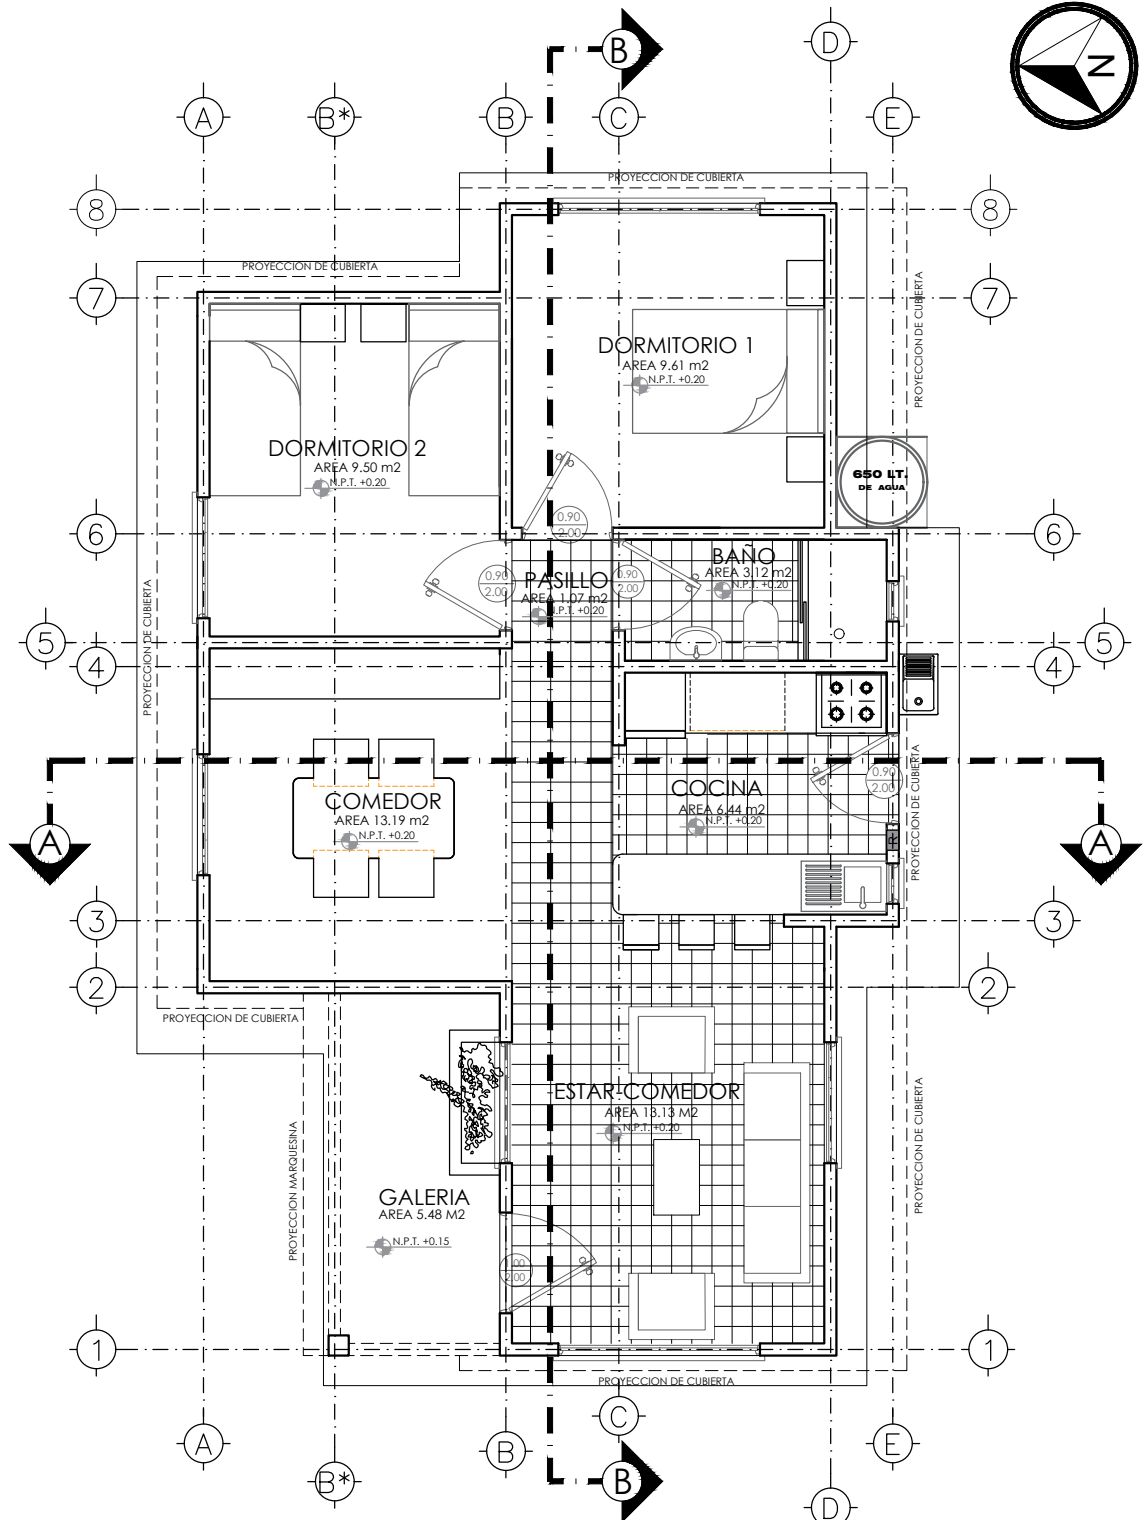 B
D
N
A
B*
B
C
E
PROYECCION DE CUBIERTA
8
8
PROYECCION DE CUBIERTA
7
7
PROYECCION DE CUBIERTA
DORMITORIO 1
AREA 9.61 m2
N.P.T. +0.20
DORMITORIO 2
AREA 9.50 m2
N.P.T. +0.20
650 LT.
DE AGUA
6
0.90
2.00
6
BAÑO
AREA 3.12 m2
N.P.T. +0.20
0.90
2.00
PASILLO
AREA 1.07 m2
N.P.T. +0.20
0.90
2.00
PROYECCION DE CUBIERTA
5
5
4
4
COCINA
AREA 6.44 m2
N.P.T. +0.20
0.90
2.00
COMEDOR
AREA 13.19 m2
N.P.T. +0.20
PROYECCION DE CUBIERTA
A
A
R
3
3
2
2
PROYECCION DE CUBIERTA
ESTAR-COMEDOR
AREA 13.13 M2
N.P.T. +0.20
PROYECCION DE CUBIERTA
PROYECCION MARQUESINA
GALERIA
AREA 5.48 M2
N.P.T. +0.15
2.00
1
1
PROYECCION DE CUBIERTA
A
B*
B
C
E
B
D